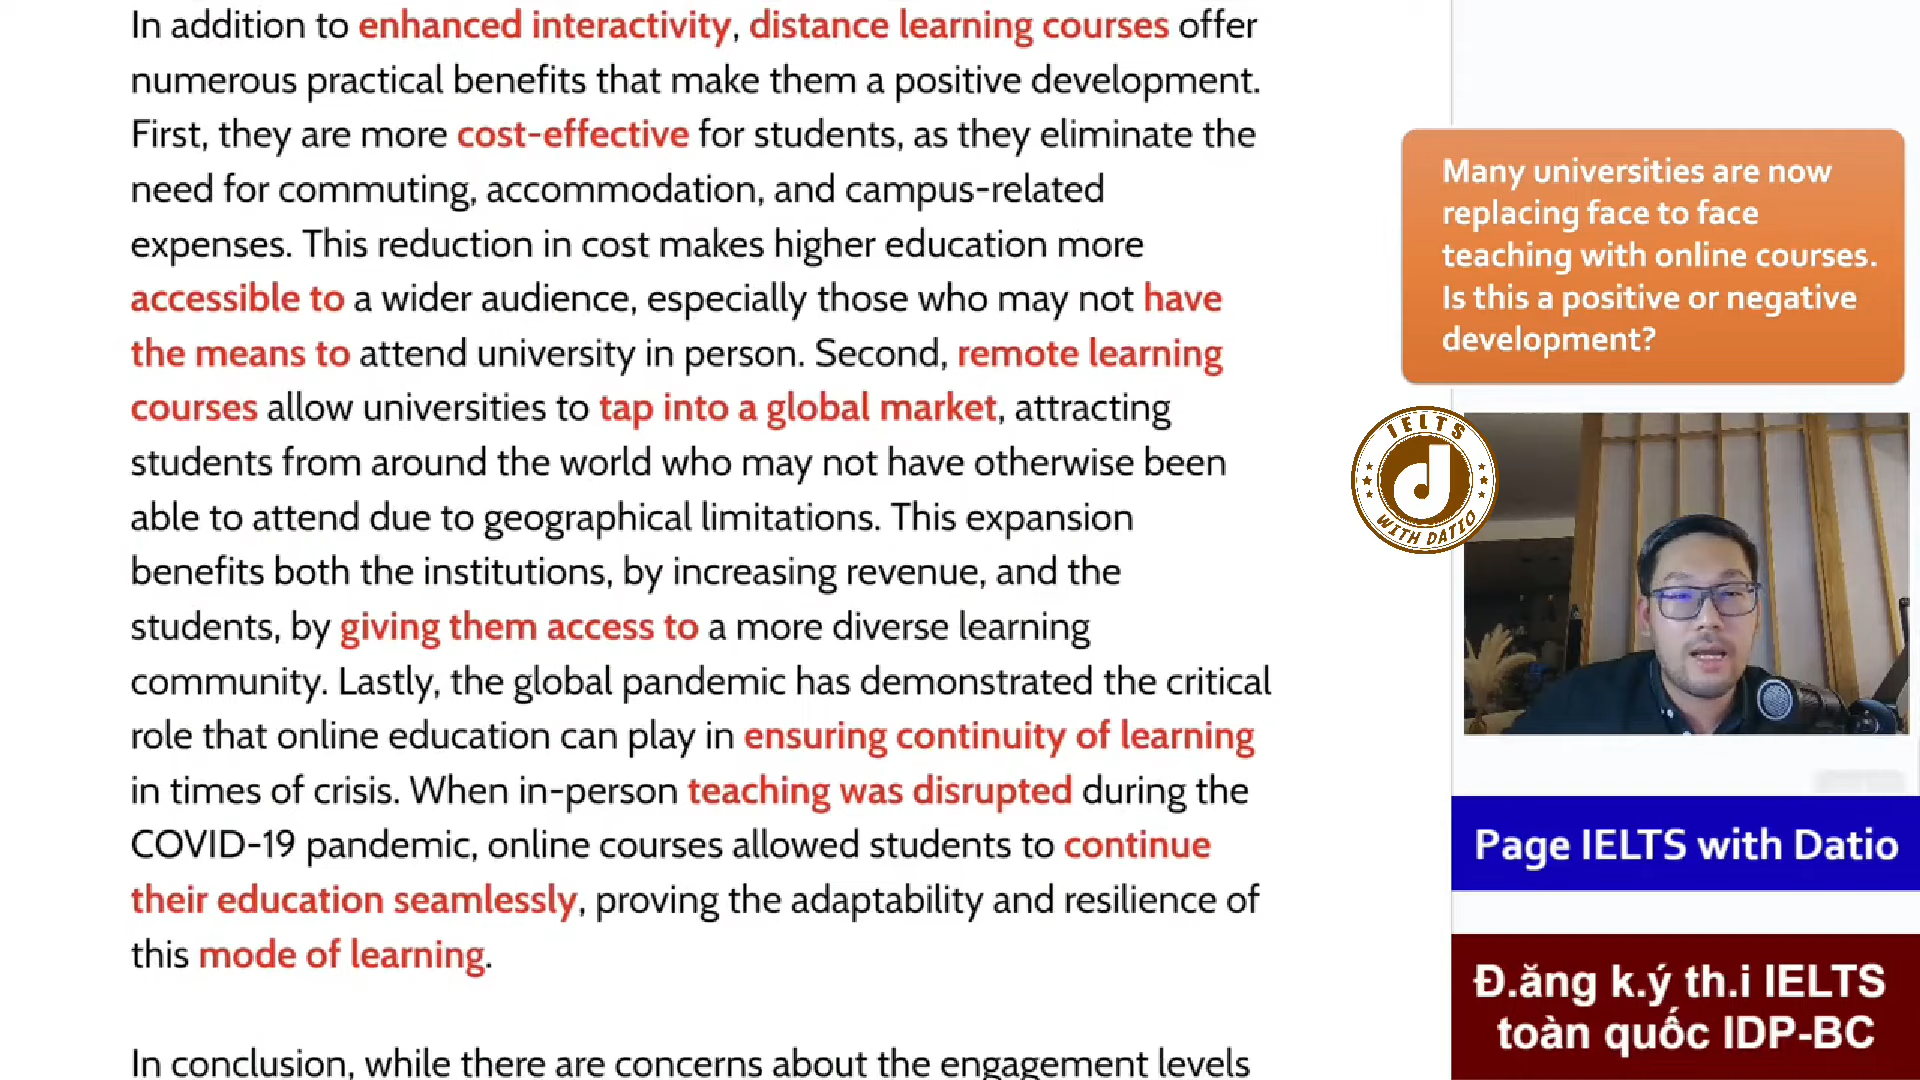 In addition to enhanced interactivity, distance learning courses offer
numerous practical benefits that make them a positive development.
First, they are more cost-effective for students, as they eliminate the
need for commuting, accommodation, and campus-related
expenses. This reduction in cost makes higher education more
accessible to a wider audience, especially those who may not have
the means to attend university in person. Second, remote learning
courses allow universities to tap into a global market, attracting
students from around the world who may not have otherwise been
able to attend due to geographical limitations. This expansion
benefits both the institutions, by increasing revenue, and the
students, by giving them access to a more diverse learning
community. Lastly, the global pandemic has demonstrated the critical
role that online education can play in ensuring continuity of learning
in times of crisis. When in-person teaching was disrupted during the
COVID-19 pandemic, online courses allowed students to continue
their education seamlessly, proving the adaptability and resilience of
this mode of learning.
In conclusion, while there are concerns about the engagement levels
Many universities are now
replacing face to face
teaching with online courses.
Is this a positive or negative
development?
IELTS
d
WITH DATIO
Page IELTS with Datio
Đ.ăng k.ý th.i IELTS
toàn quốc IDP-BC